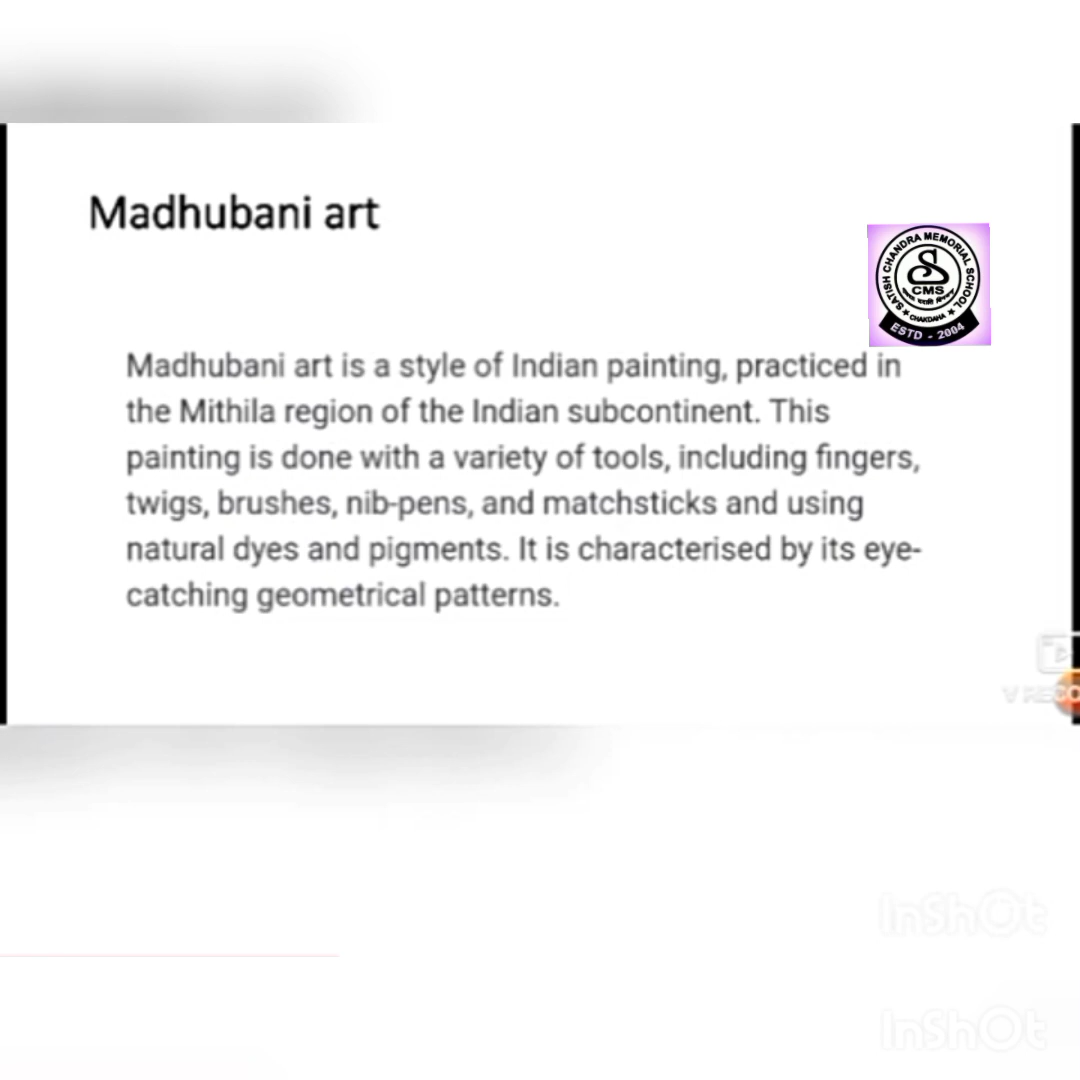 Madhubani art
SATISH CHANDRA MEMORIAL SCHOOL
S
CMS
CHAKDAHA
ESTD - 2004
Madhubani art is a style of Indian painting, practiced in
the Mithila region of the Indian subcontinent. This
painting is done with a variety of tools, including fingers,
twigs, brushes, nib-pens, and matchsticks and using
natural dyes and pigments. It is characterised by its eye-
catching geometrical patterns.
V RECO
InShOt
InShOt